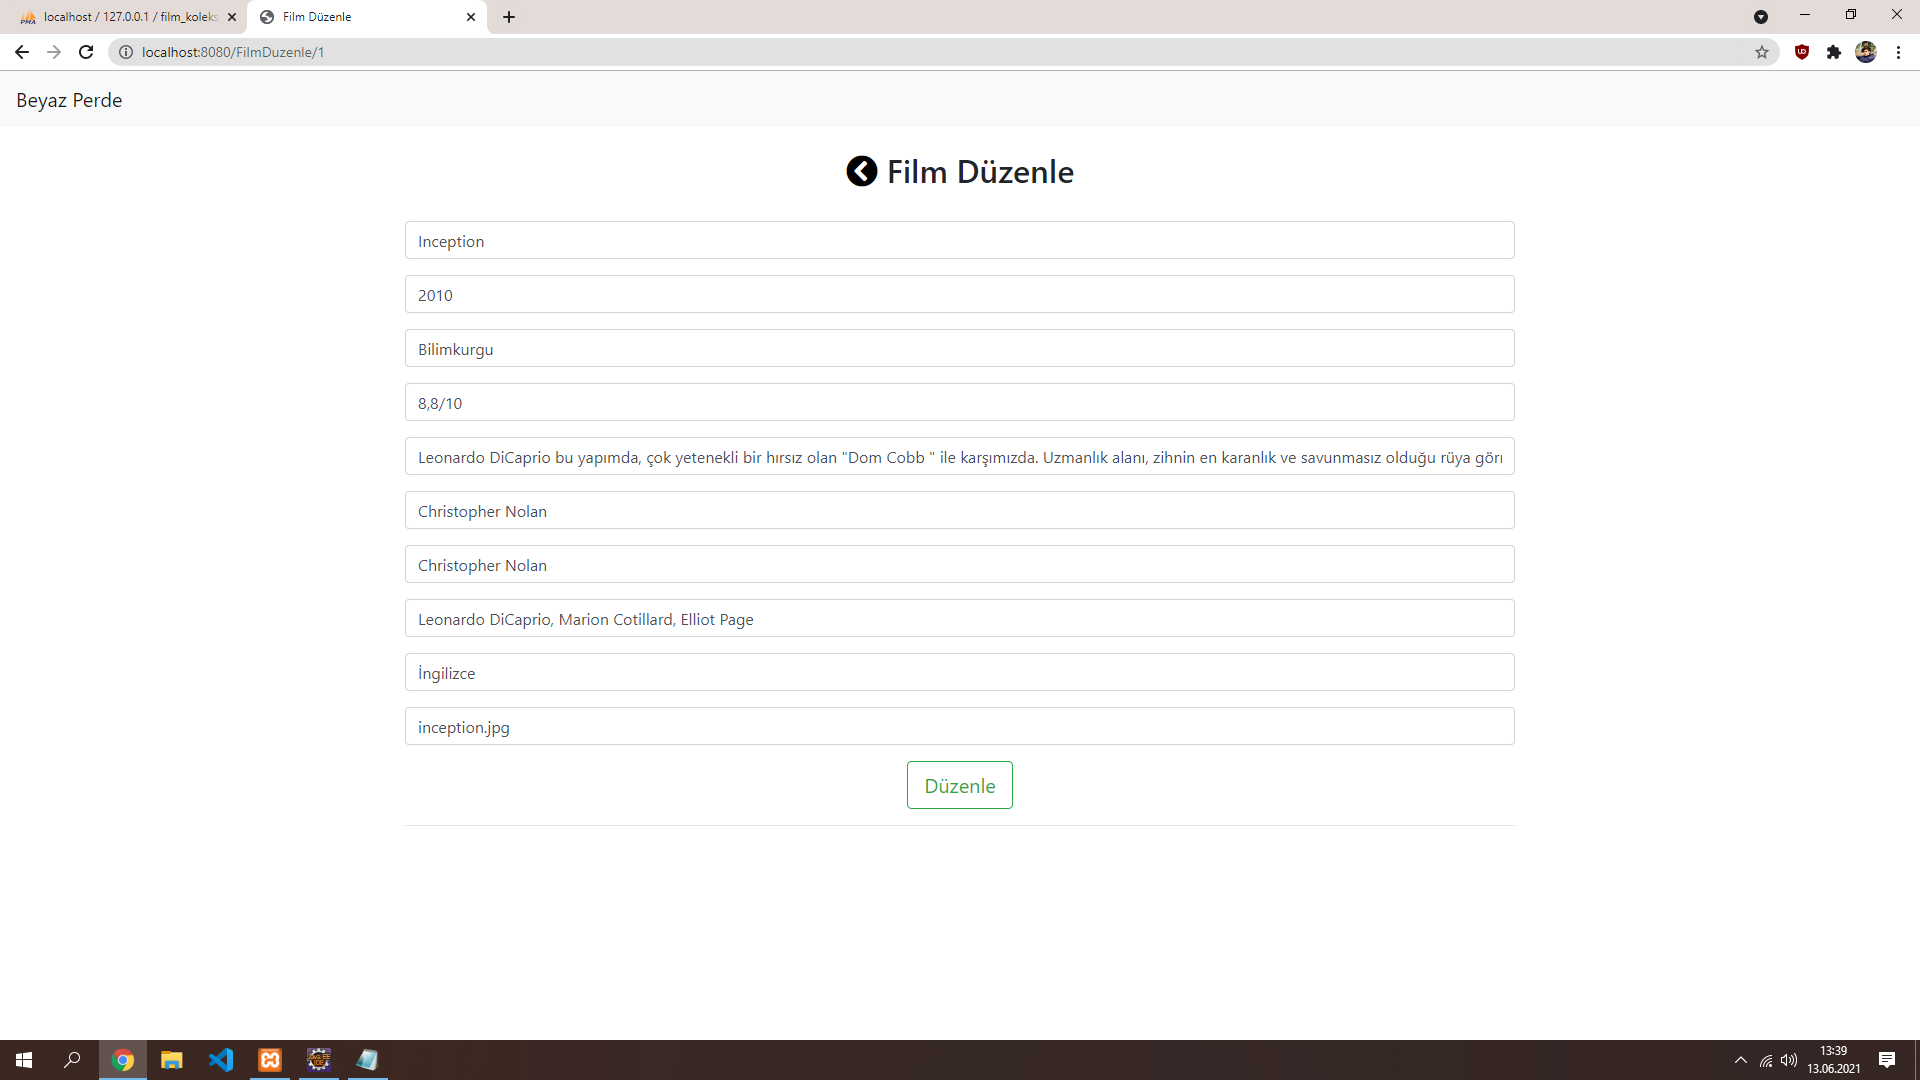 localhost / 127.0.0.1 / film_koleks
Film Düzenle
localhost:8080/FilmDuzenle/1
Beyaz Perde
Film Düzenle
Inception
2010
Bilimkurgu
8,8/10
Leonardo DiCaprio bu yapımda, çok yetenekli bir hırsız olan "Dom Cobb " ile karşımızda. Uzmanlık alanı, zihnin en karanlık ve savunmasız olduğu rüya
Christopher Nolan
Christopher Nolan
Leonardo DiCaprio, Marion Cotillard, Elliot Page
İngilizce
inception.jpg
Düzenle
13:39
13.06.2021